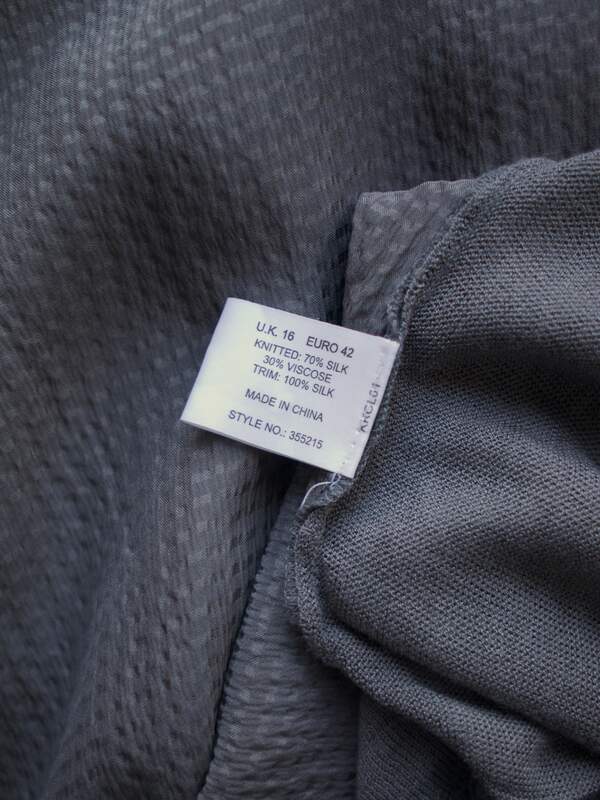 U.K. 16 EURO 42
KNITTED: 70% SILK
30% VISCOSE
TRIM: 100% SILK
MADE IN CHINA
STYLE NO.: 355215